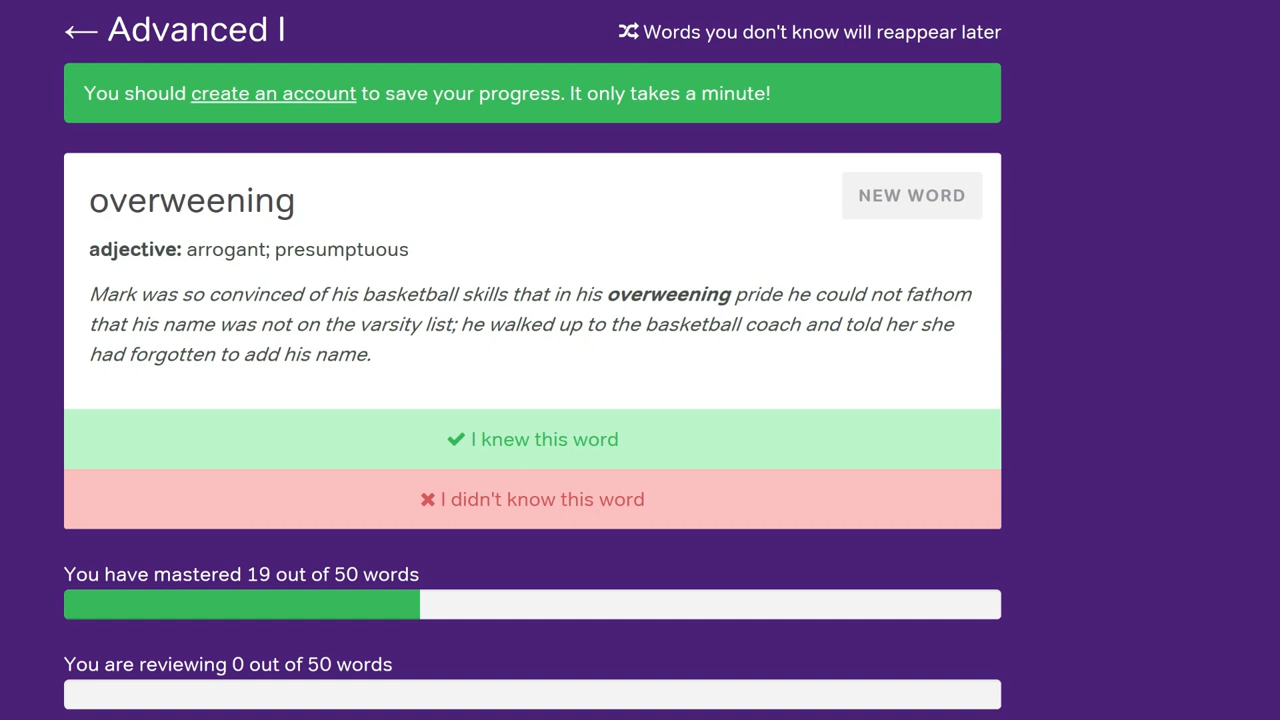 ← Advanced I
Words you don't know will reappear later
You should create an account to save your progress. It only takes a minute!
overweening
NEW WORD
adjective: arrogant; presumptuous
Mark was so convinced of his basketball skills that in his overweening pride he could not fathom
that his name was not on the varsity list; he walked up to the basketball coach and told her she
had forgotten to add his name.
I knew this word
I didn't know this word
You have mastered 19 out of 50 words
You are reviewing 0 out of 50 words